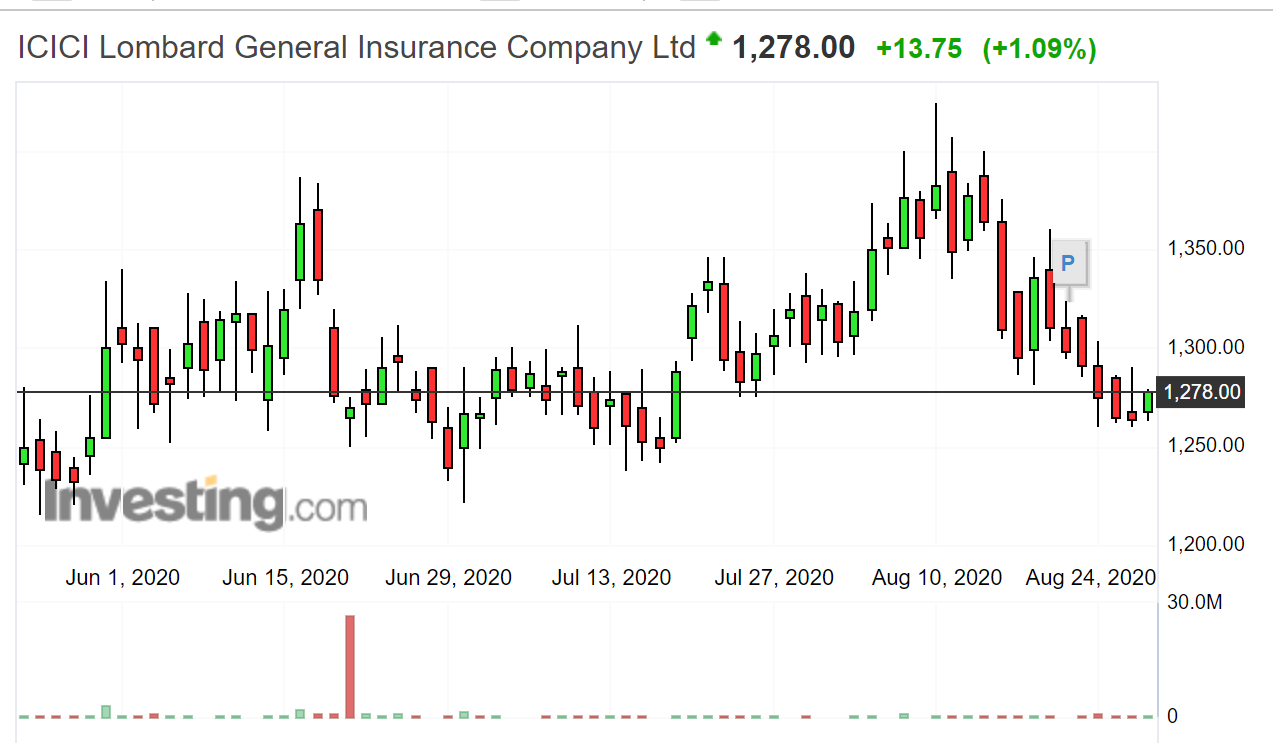 ICICI Lombard General Insurance Company Ltd 1,278.00 +13.75 (+1.09%)
P
1,350.00
1,300.00
1,278.00
1,250.00
Investing.com
1,200.00
Jun 1, 2020 Jun 15, 2020 Jun 29, 2020 Jul 13, 2020 Jul 27, 2020 Aug 10, 2020 Aug 24, 2020
30.0M
0